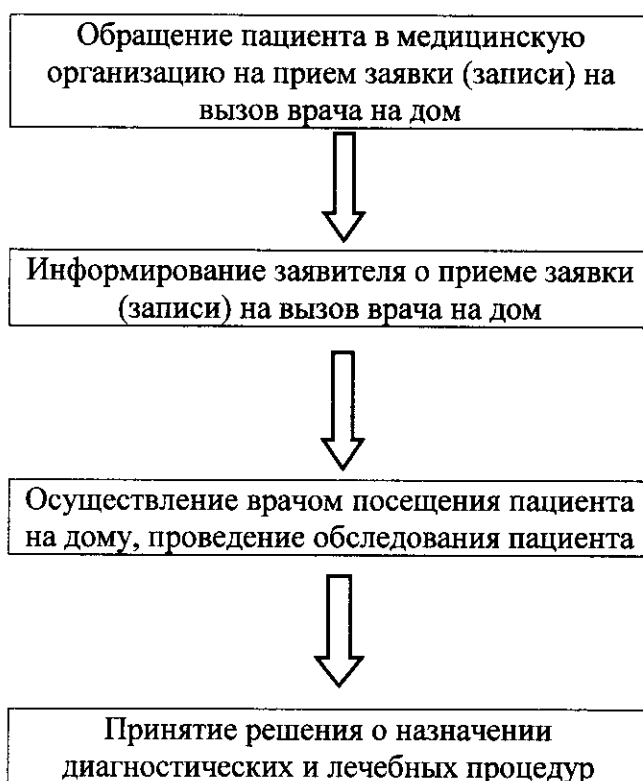 Обращение пациента в медицинскую
организацию на прием заявки (записи) на
вызов врача на дом
Информирование заявителя о приеме заявки
(записи) на вызов врача на дом
Осуществление врачом посещения пациента
на дому, проведение обследования пациента
Принятие решения о назначении
диагностических и лечебных процедур